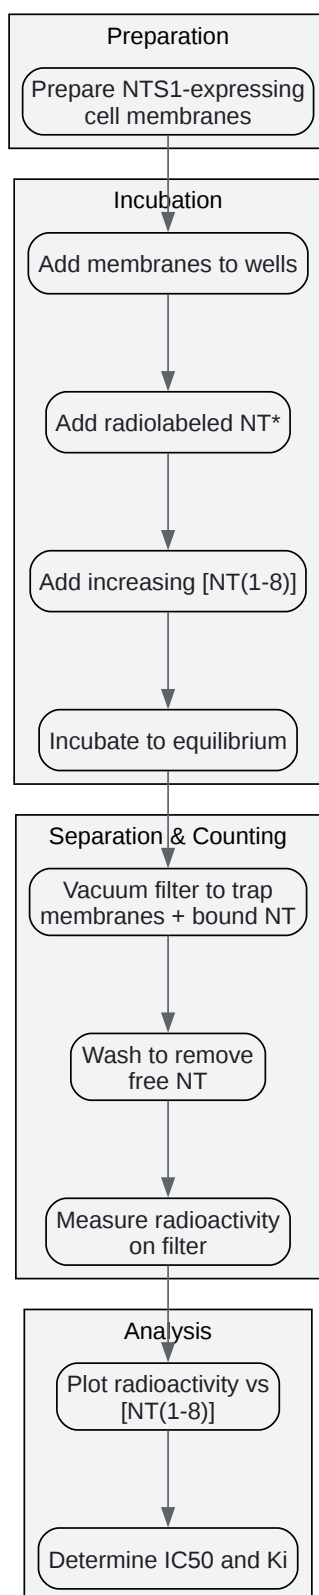 Preparation
Prepare NTS1-expressing
cell membranes
Incubation
Add membranes to wells
Add radiolabeled NT*
Add increasing [NT(1-8)]
Incubate to equilibrium
Separation & Counting
Vacuum filter to trap
membranes + bound NT
Wash to remove
free NT
Measure radioactivity
on filter
Analysis
Plot radioactivity vs
[NT(1-8)]
Determine IC50 and Ki